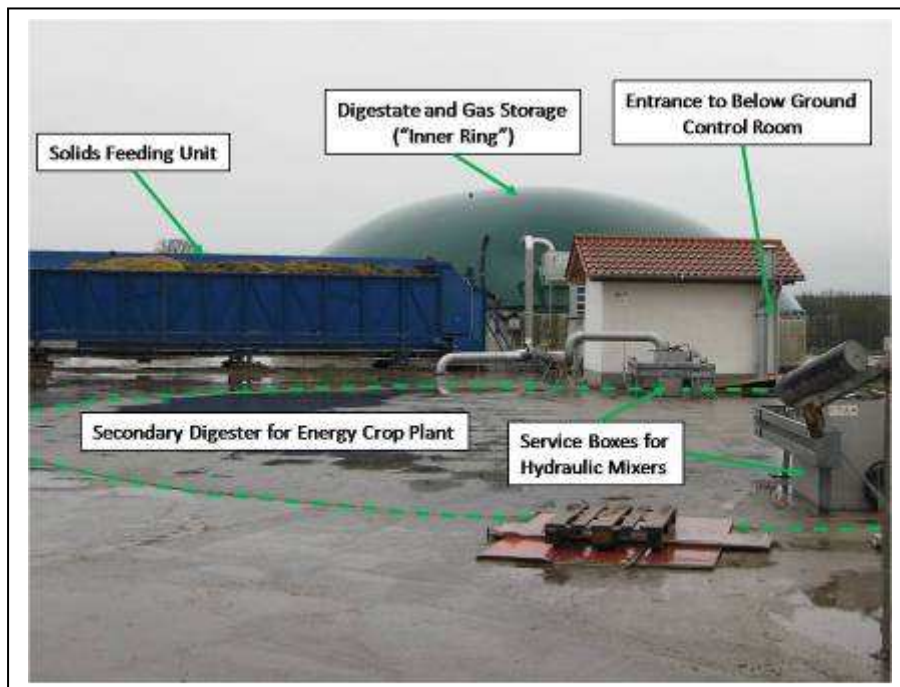 Digestate and Gas Storage
("Inner Ring")
Entrance to Below Ground
Control Room
Solids Feeding Unit
Secondary Digester for Energy Crop Plant
Service Boxes for
Hydraulic Mixers